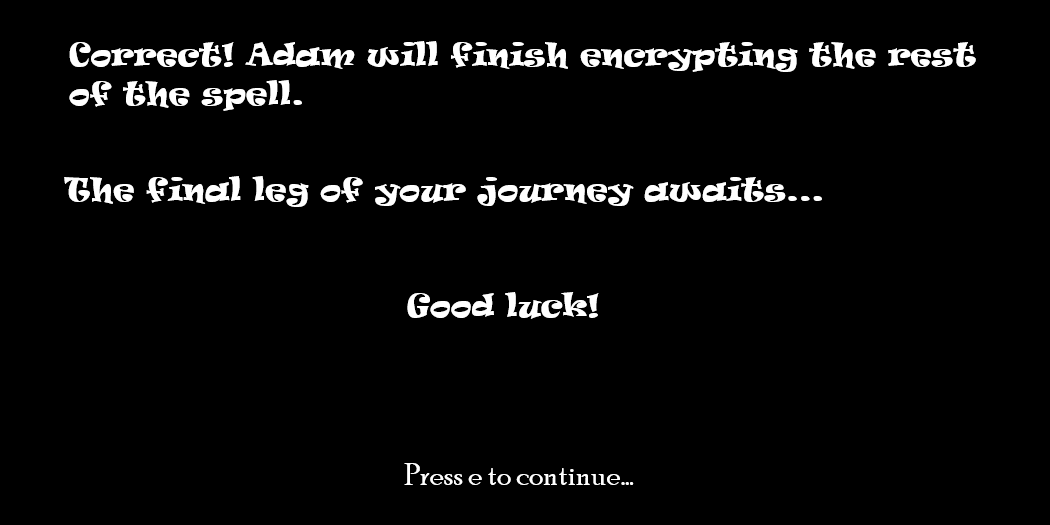 Correct! Adam will finish encrypting the rest
of the spell.
The final leg of your journey awaits...
Good luck!
Press e to continue...